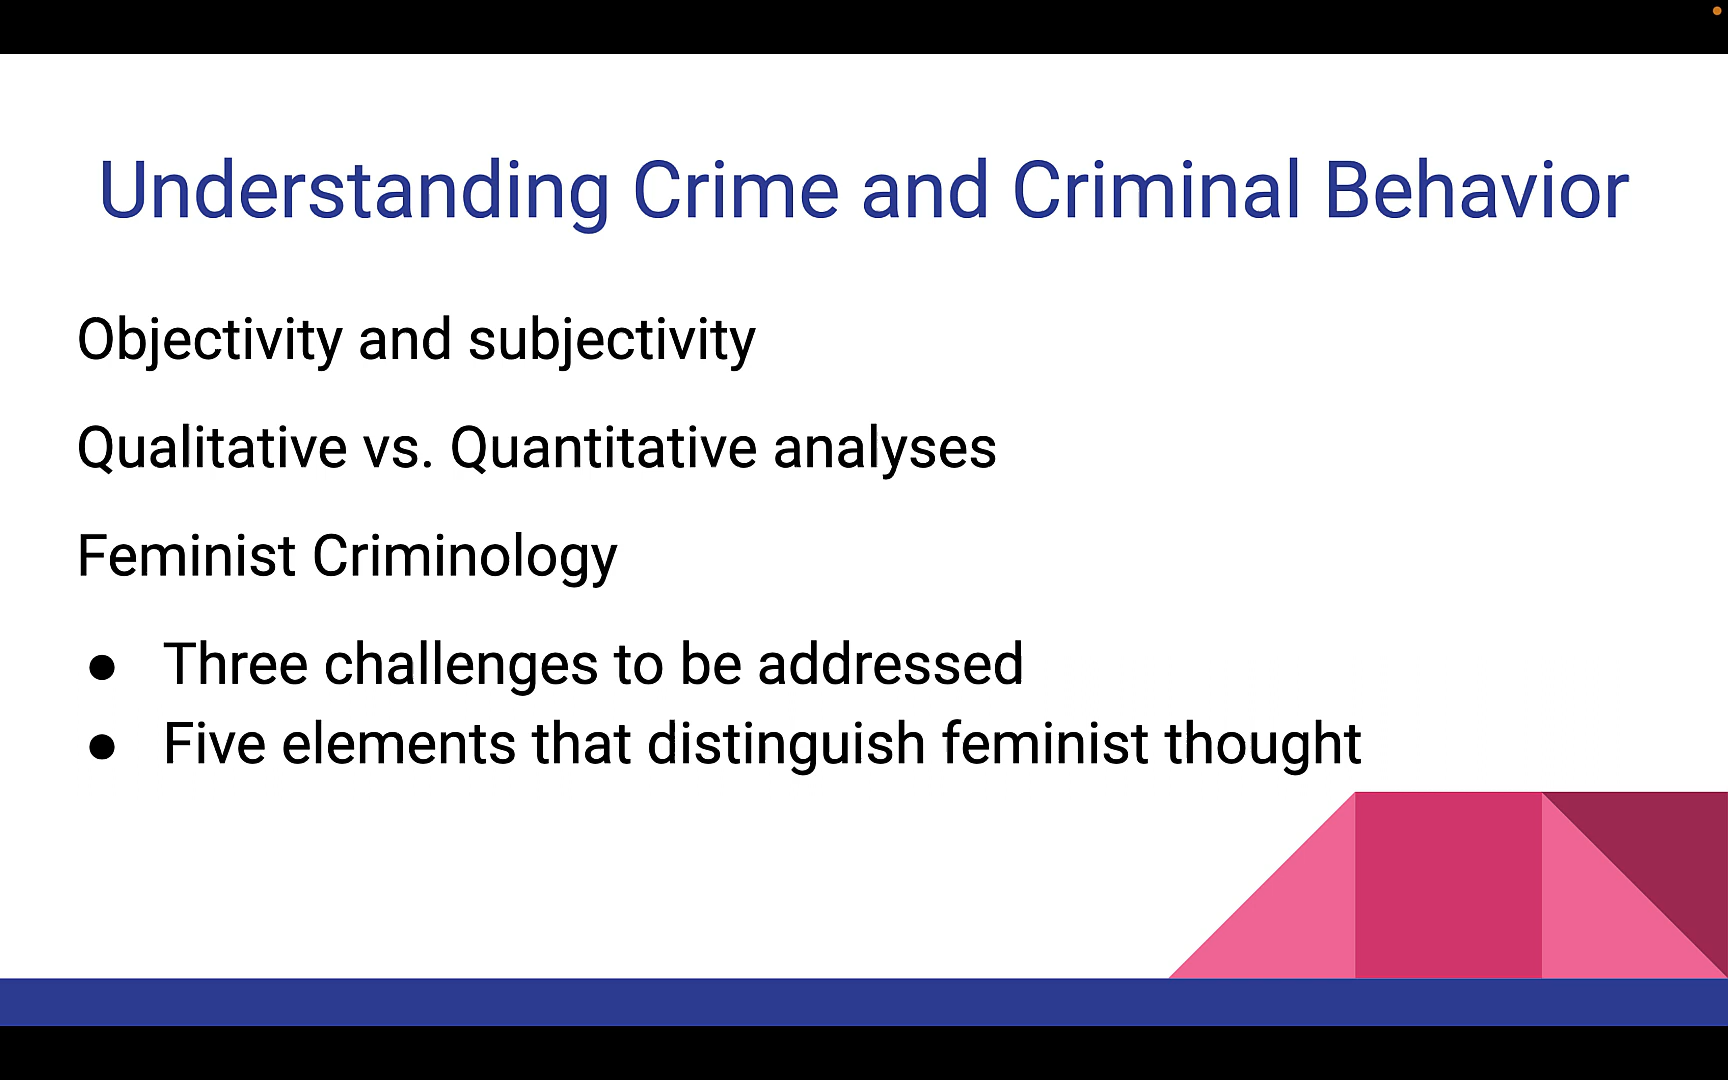 Understanding Crime and Criminal Behavior
Objectivity and subjectivity
Qualitative vs. Quantitative analyses
Feminist Criminology
● Three challenges to be addressed
● Five elements that distinguish feminist thought